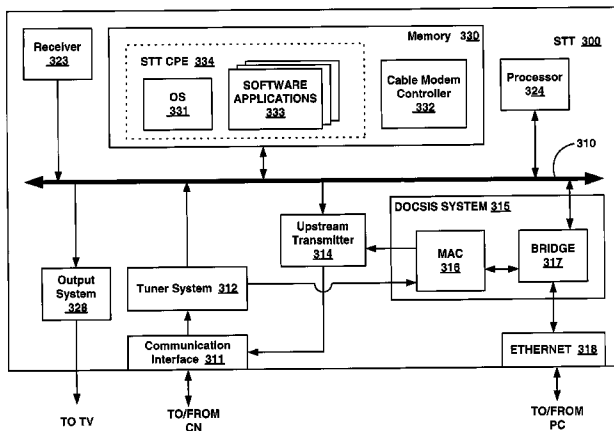 Receiver
323
Memory 330
STT 300
STT CPE 334
OS
331
SOFTWARE
APPLICATIONS
333
Cable Modem
Controller
332
Processor
324
310
DOCSIS SYSTEM 315
Upstream
Transmitter
314
MAC
316
BRIDGE
317
Output
System
328
Tuner System 312
Communication
Interface 311
ETHERNET 318
TO TV
TO/FROM
CN
TO/FROM
PC